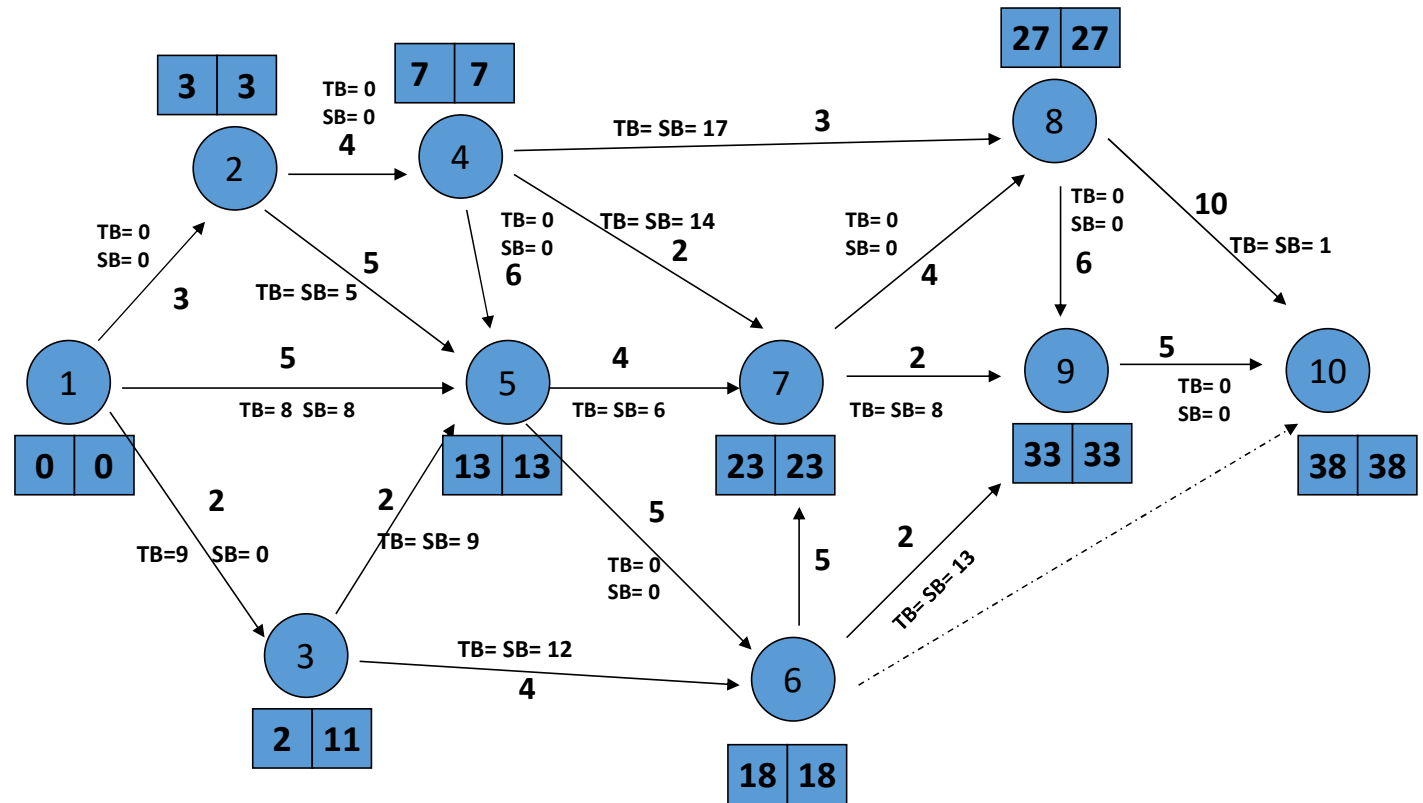 27 27
3 3
7 7
TB= 0
SB= 0
4
2
4
8
TB= SB= 17
3
TB= 0
SB= 0
3
5
TB= SB= 5
TB= 0
SB= 0
6
TB= SB= 14
2
TB= 0
SB= 0
4
TB= 0
SB= 0
6
10
TB= SB= 1
1
5
TB= 8 SB= 8
5
4
TB= SB= 6
7
2
TB= SB= 8
9
5
TB= 0
SB= 0
10
0 0
13 13
23 23
33 33
38 38
2
TB=9 SB= 0
2
TB= SB= 9
5
TB= 0
SB= 0
5
2
TB= SB= 13
3
TB= SB= 12
4
6
2 11
18 18